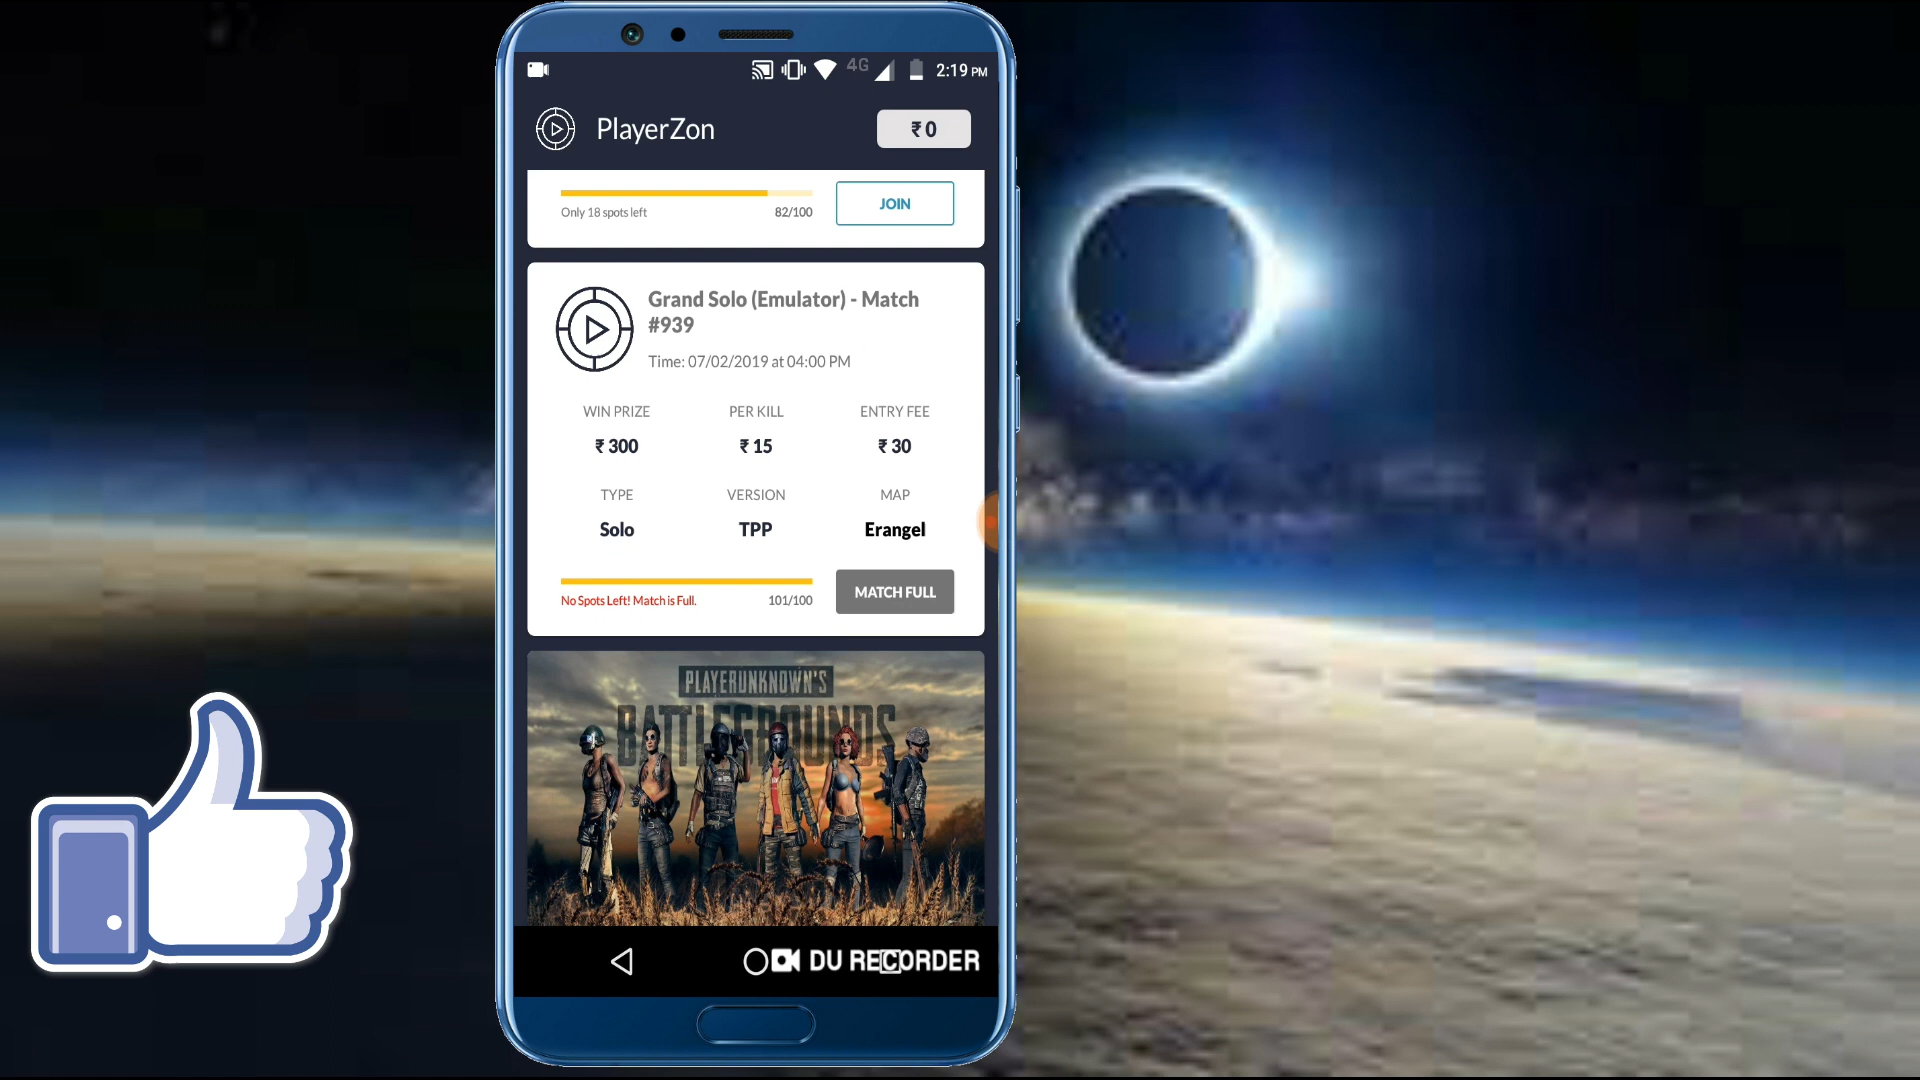 4G 2:19 PM
PlayerZon ₹ 0
Only 18 spots left 82/100 JOIN
Grand Solo (Emulator) - Match
#939
Time: 07/02/2019 at 04:00 PM
WIN PRIZE PER KILL ENTRY FEE
₹ 300 ₹ 15 ₹ 30
TYPE VERSION MAP
Solo TPP Erangel
No Spots Left! Match is Full. 101/100 MATCH FULL
PLAYERUNKNOWN'S
BATTLEGROUNDS
DU RECORDER